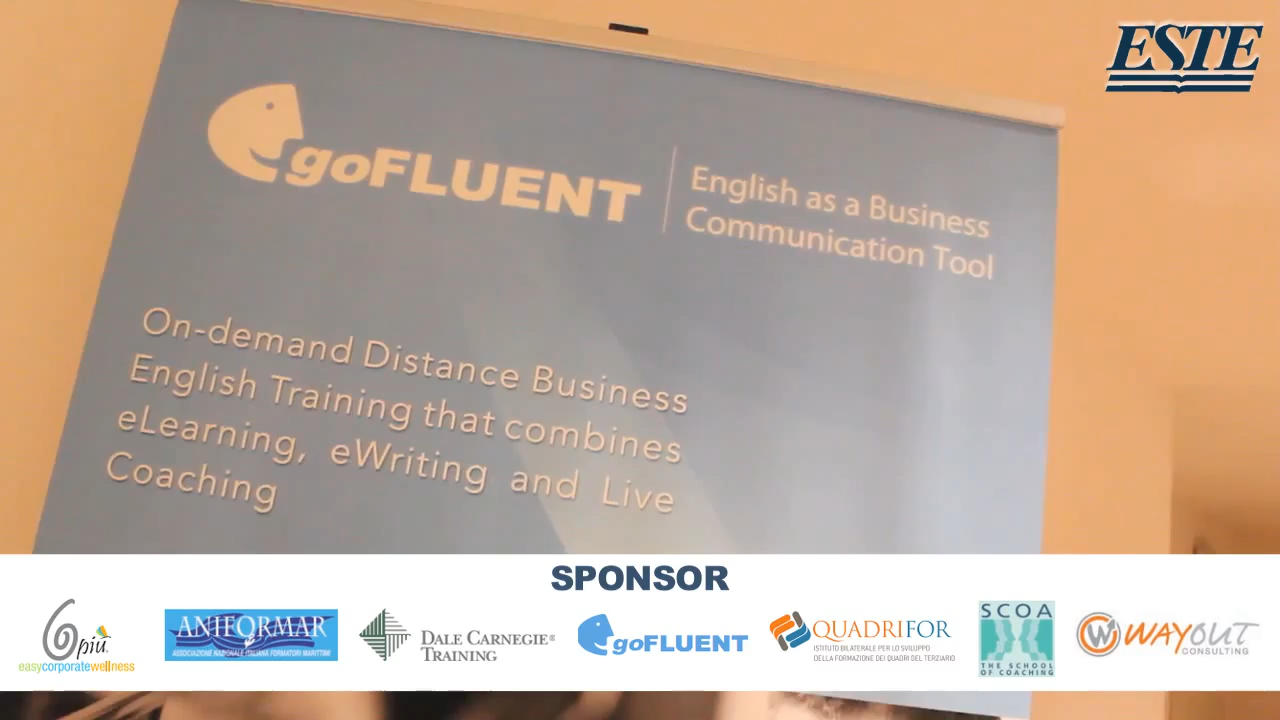 ESTE
goFLUENT
English as a Business
Communication Tool
On-demand Distance Business
English Training that combines
eLearning, eWriting and Live
Coaching
SPONSOR
6più
easycorporatewellness
ANIFORMAR
ASSOCIAZIONE NAZIONALE ITALIANA FORMATORI MARITTIMI
DALE CARNEGIE®
TRAINING
goFLUENT
QUADRIFOR
ISTITUTO BILATERALE PER LO SVILUPPO
DELLA FORMAZIONE DEI QUADRI DEL TERZIARIO
SCOA
THE SCHOOL
OF COACHING
W WAYOUT
CONSULTING